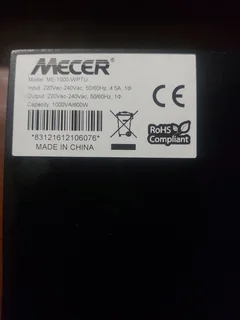 MECER
Model: ME-1000-WPTU
Input: 220Vac-240Vac, 50/60Hz, 4.5A, 1Φ
Output: 220Vac-240Vac, 50/60Hz, 1Φ
Capacity: 1000VA/600W
CE
RoHS
Compliant
*83121612106076*
MADE IN CHINA